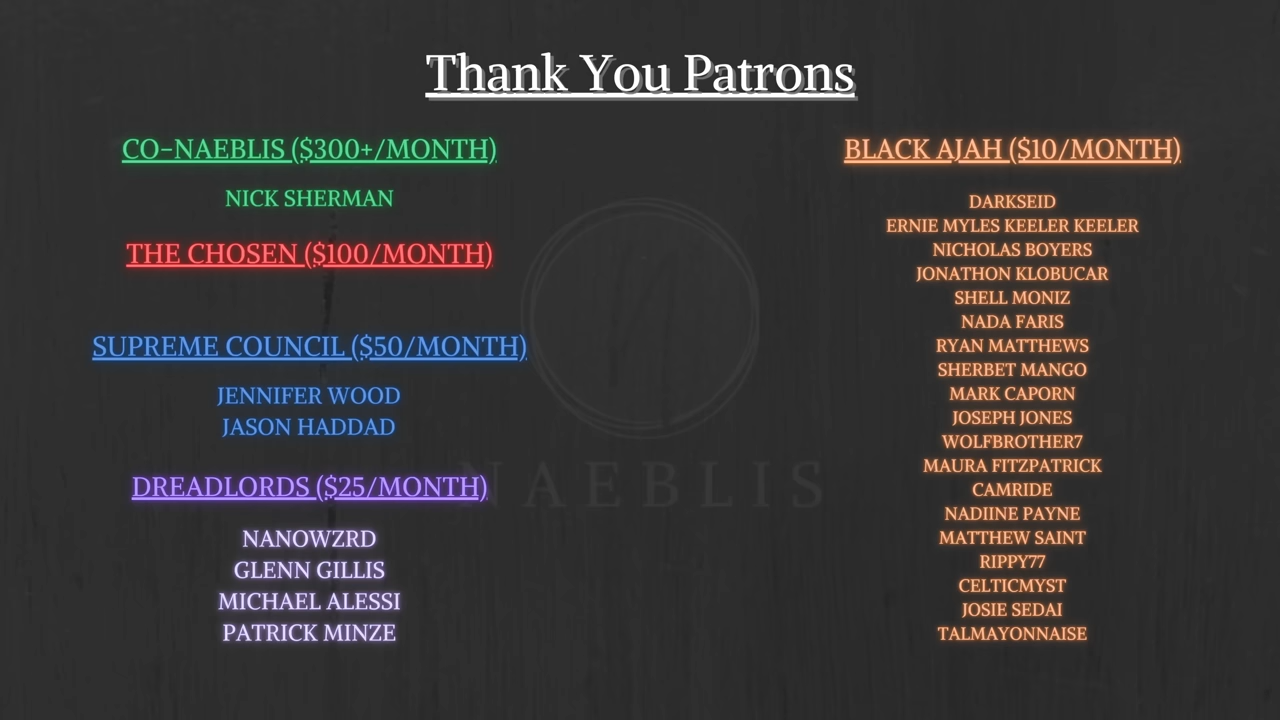 Thank You Patrons
CO-NAEBLIS ($300+/MONTH)
NICK SHERMAN
THE CHOSEN ($100/MONTH)
SUPREME COUNCIL ($50/MONTH)
JENNIFER WOOD
JASON HADDAD
DREADLORDS ($25/MONTH)
NANOWZRD
GLENN GILLIS
MICHAEL ALESSI
PATRICK MINZE
NAEBLIS
BLACK AJAH ($10/MONTH)
DARKSEID
ERNIE MYLES KEELER KEELER
NICHOLAS BOYERS
JONATHON KLOBUCAR
SHELL MONIZ
NADA FARIS
RYAN MATTHEWS
SHERBET MANGO
MARK CAPORN
JOSEPH JONES
WOLFBROTHER7
MAURA FITZPATRICK
CAMRIDE
NADIINE PAYNE
MATTHEW SAINT
RIPPY77
CELTICMYST
JOSIE SEDAI
TALMAYONNAISE